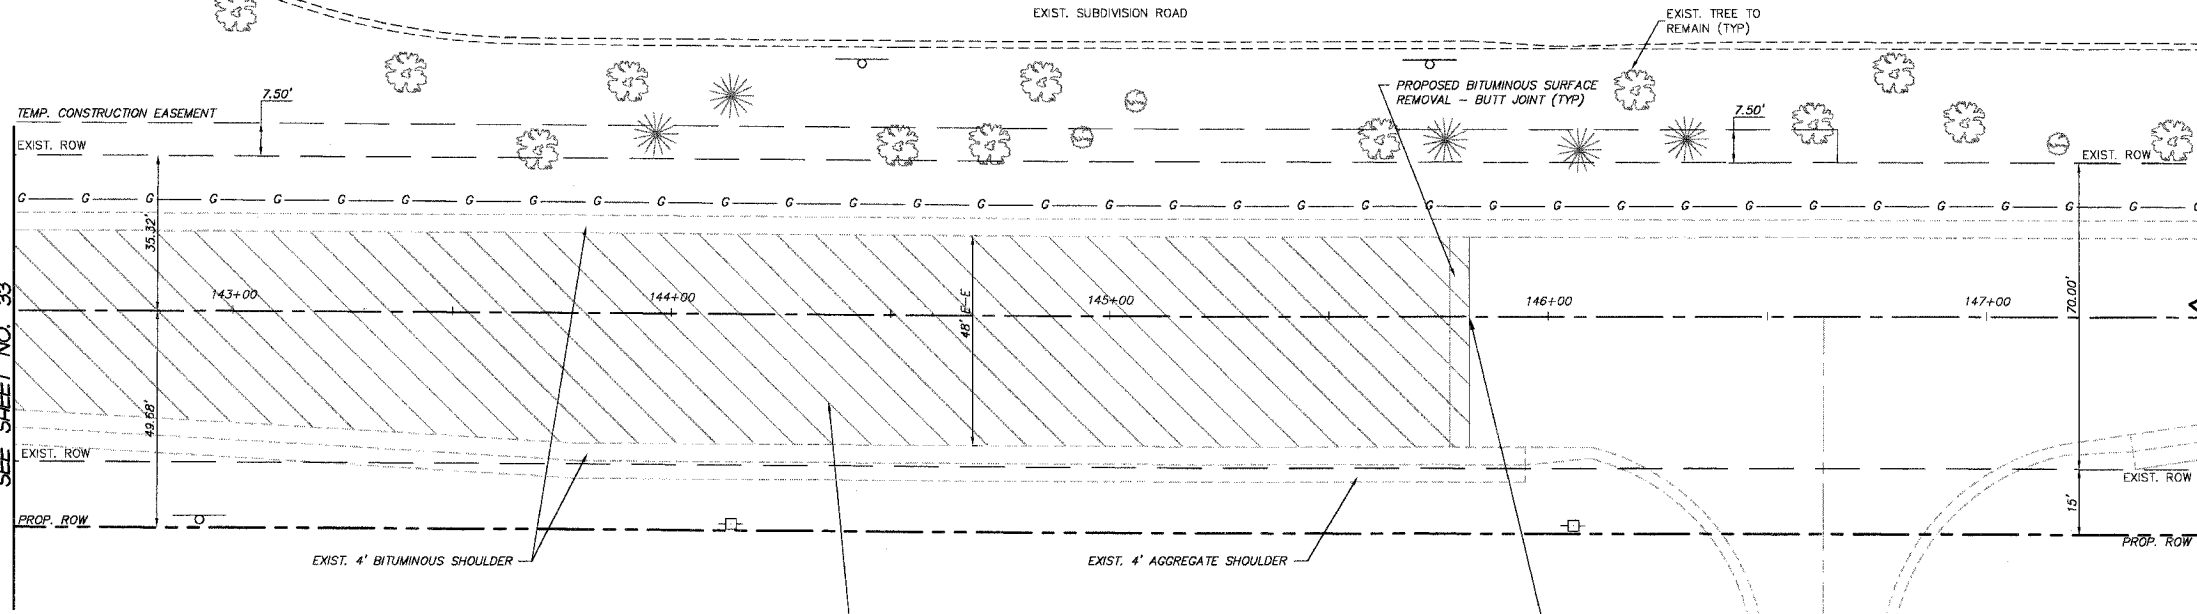 EXIST. SUBDIVISION ROAD
EXIST. TREE TO
REMAIN (TYP)
PROPOSED BITUMINOUS SURFACE
REMOVAL - BUTT JOINT (TYP)
7.50'
7.50'
TEMP. CONSTRUCTION EASEMENT
EXIST. ROW
EXIST. ROW
G G G G G G G G G G G G G G G G G G G G G G G G G G G G G G G G G G G G
35.32'
143+00
144+00
145+00
146+00
147+00
48' E-E
70.00'
SEE SHEET NO. 33
49.68'
EXIST. ROW
EXIST. ROW
15'
PROP. ROW
PROP. ROW
EXIST. 4' BITUMINOUS SHOULDER
EXIST. 4' AGGREGATE SHOULDER